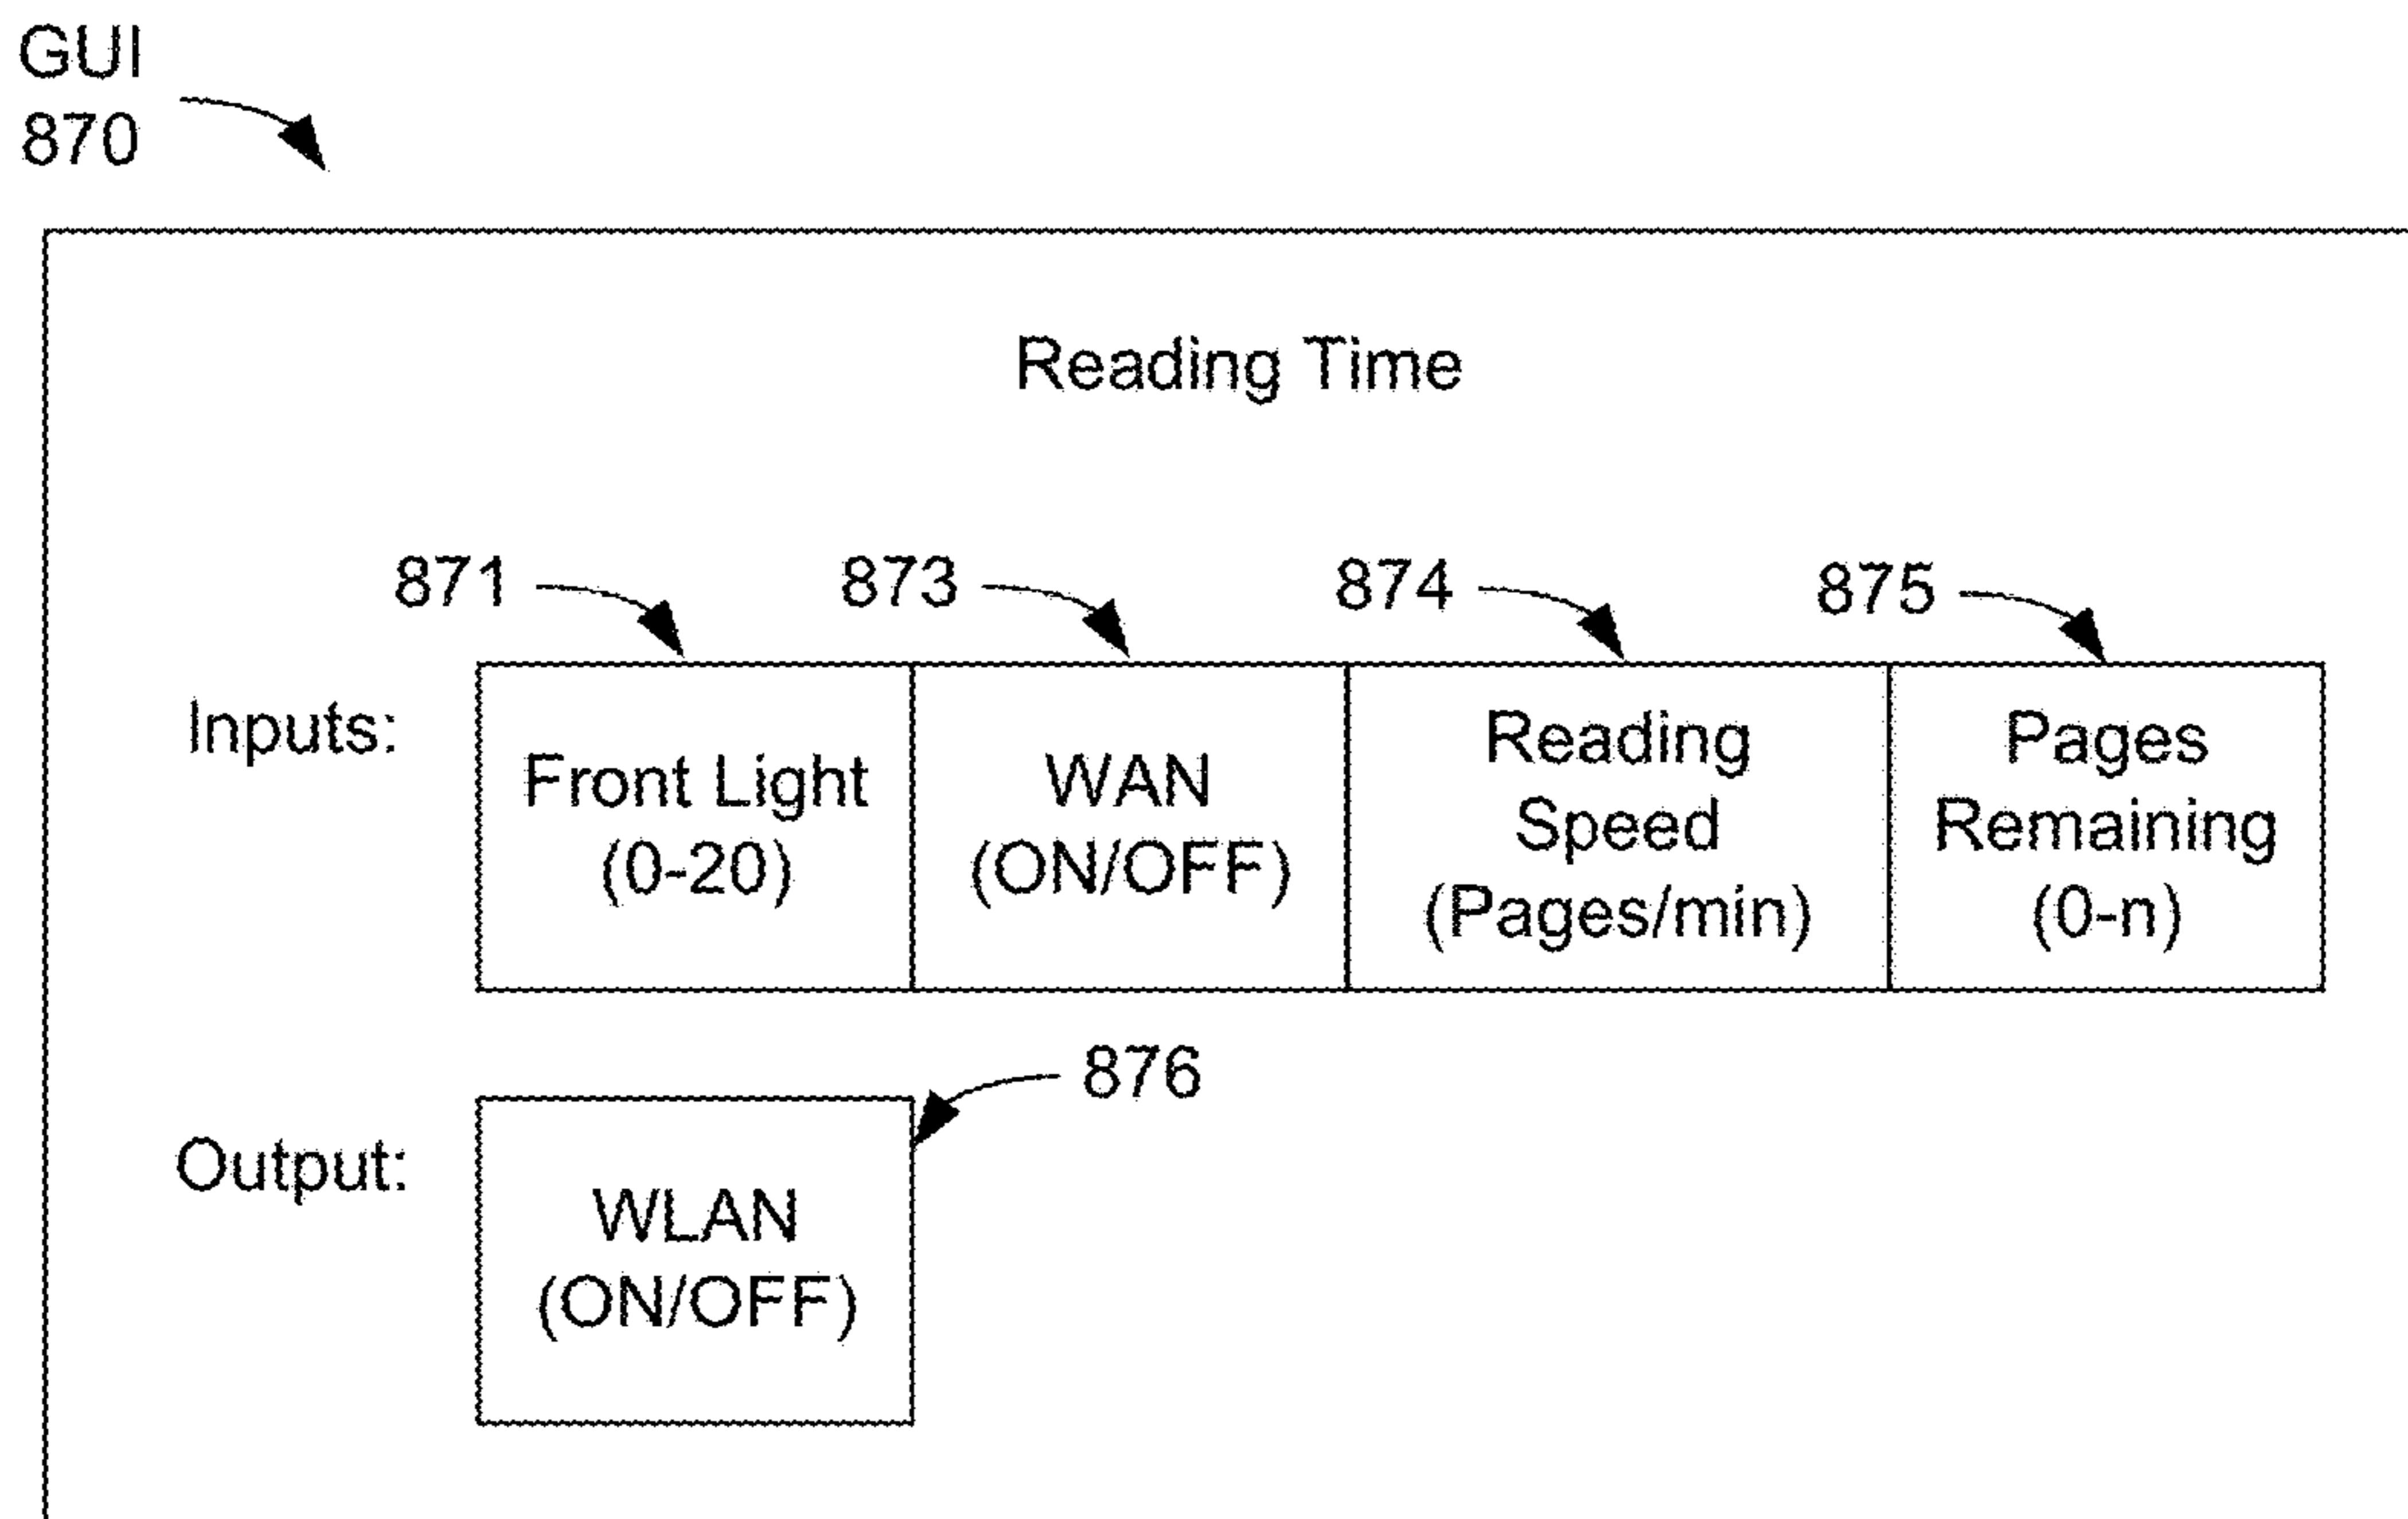 GUI
870
Reading Time
871
873
874
875
Inputs:
Front Light
(0-20)
WAN
(ON/OFF)
Reading
Speed
(Pages/min)
Pages
Remaining
(0-n)
876
Output:
WLAN
(ON/OFF)